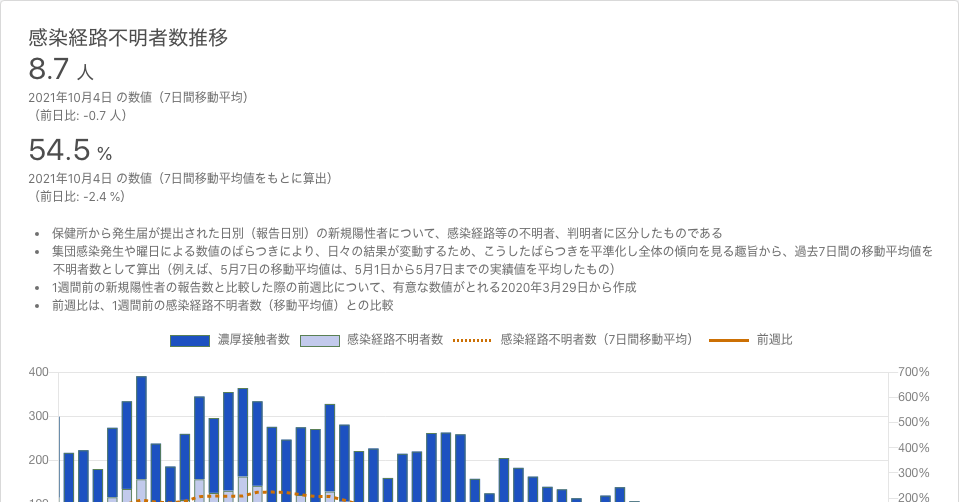 感染経路不明者数推移
8.7 人
2021年10月4日 の数値（7日間移動平均）
（前日比: -0.7 人）
54.5 %
2021年10月4日 の数値（7日間移動平均値をもとに算出）
（前日比: -2.4 %）
• 保健所から発生届が提出された日別（報告日別）の新規陽性者について、感染経路等の不明者、判明者に区分したものである
• 集団感染発生や曜日による数値のばらつきにより、日々の結果が変動するため、こうしたばらつきを平準化し全体の傾向を見る趣旨から、過去7日間の移動平均値を
不明者数として算出（例えば、5月7日の移動平均値は、5月1日から5月7日までの実績値を平均したもの）
• 1週間前の新規陽性者の報告数と比較した際の前週比について、有意な数値がとれる2020年3月29日から作成
• 前週比は、1週間前の感染経路不明者数（移動平均値）との比較
濃厚接触者数 感染経路不明者数 感染経路不明者数（7日間移動平均） 前週比
400 700%
600%
300 500%
400%
200 300%
100 200%